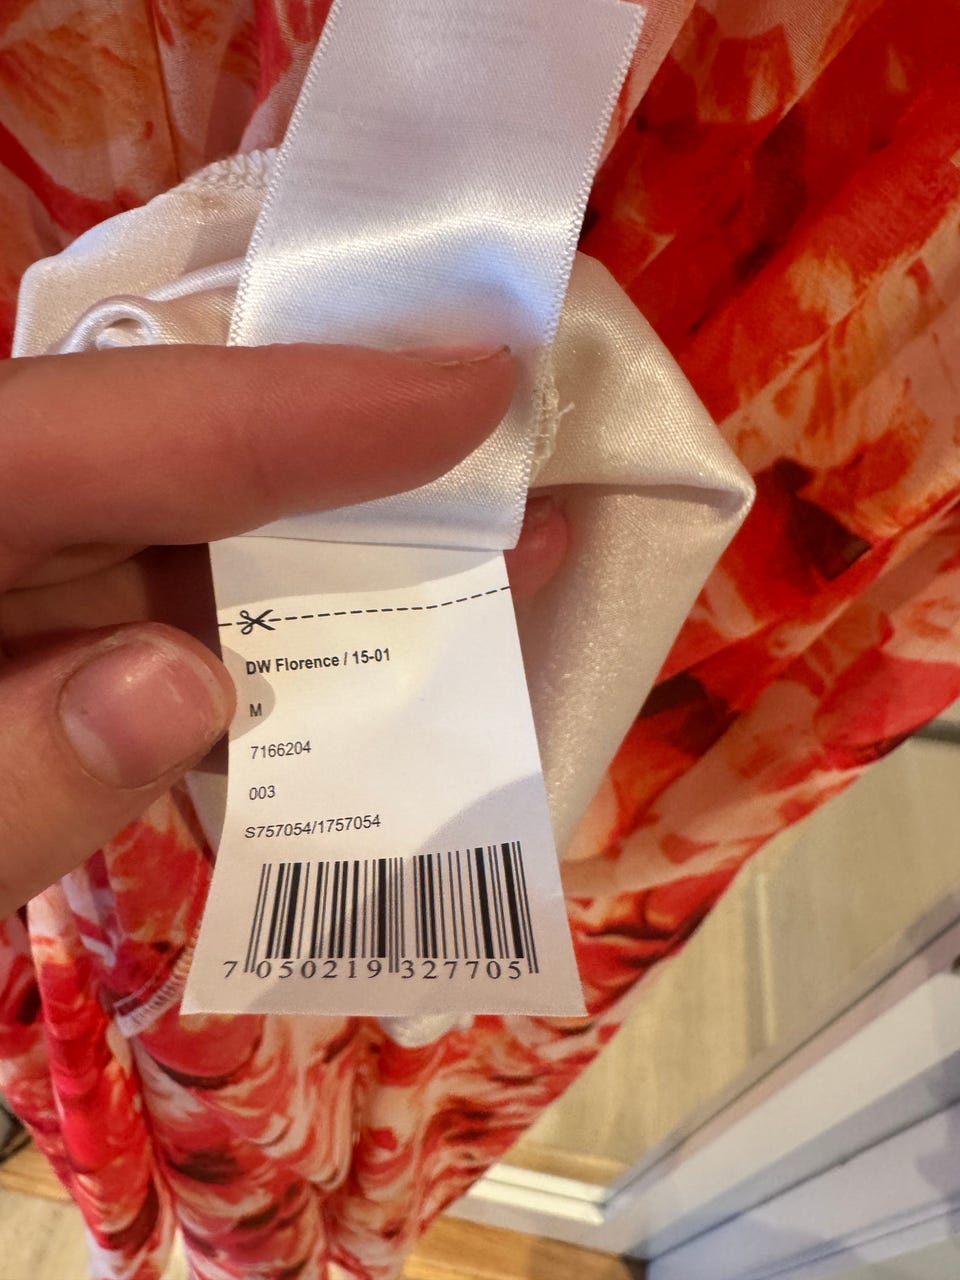 DW Florence / 15-01
M
7166204
003
S757054/1757054
7 050219 327705